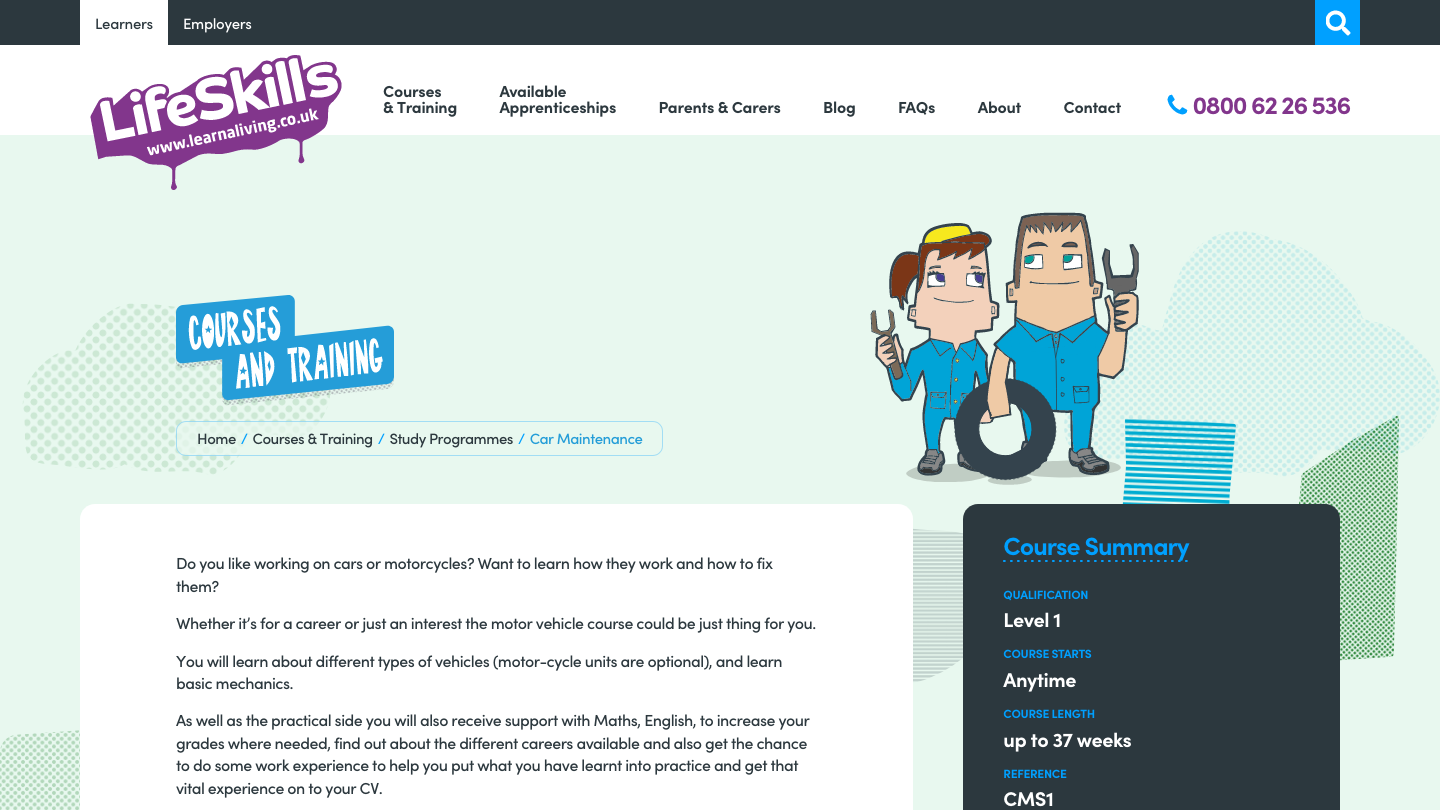 Learners Employers
LifeSkills
www.learnaliving.co.uk
Courses
& Training
Available
Apprenticeships
Parents & Carers
Blog
FAQs
About
Contact
0800 62 26 536
COURSES
AND TRAINING
Home / Courses & Training / Study Programmes / Car Maintenance
Do you like working on cars or motorcycles? Want to learn how they work and how to fix
them?
Whether it's for a career or just an interest the motor vehicle course could be just thing for you.
You will learn about different types of vehicles (motor-cycle units are optional), and learn
basic mechanics.
As well as the practical side you will also receive support with Maths, English, to increase your
grades where needed, find out about the different careers available and also get the chance
to do some work experience to help you put what you have learnt into practice and get that
vital experience on to your CV.
Course Summary
QUALIFICATION
Level 1
COURSE STARTS
Anytime
COURSE LENGTH
up to 37 weeks
REFERENCE
CMS1